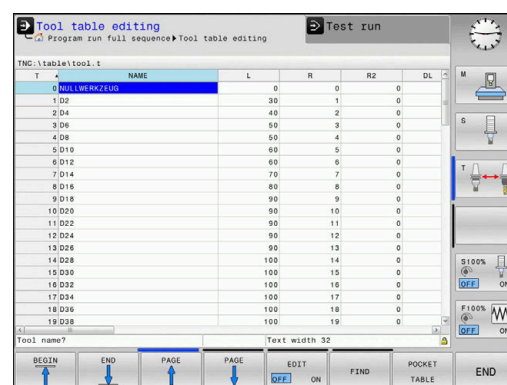 Tool table editing
Test run
Program run full sequence Tool table editing
TNC:\table\tool.t
T NAME L R R2 DL
0 NULLWERKZEUG 0 0 0
1 D2 30 1 0
2 D4 40 2 0
3 D6 50 3 0
4 D8 50 4 0
5 D10 60 5 0
6 D12 60 6 0
7 D14 70 7 0
8 D16 80 8 0
9 D18 90 9 0
10 D20 90 10 0
11 D22 90 11 0
12 D24 90 12 0
13 D26 90 13 0
14 D28 100 14 0
15 D30 100 15 0
16 D32 100 16 0
17 D34 100 17 0
18 D36 100 18 0
19 D38 100 19 0
Tool name? Text width 32
M
S
T
S100%
OFF ON
F100%
OFF ON
BEGIN
END
PAGE
PAGE
EDIT
OFF ON
FIND
POCKET
TABLE
END